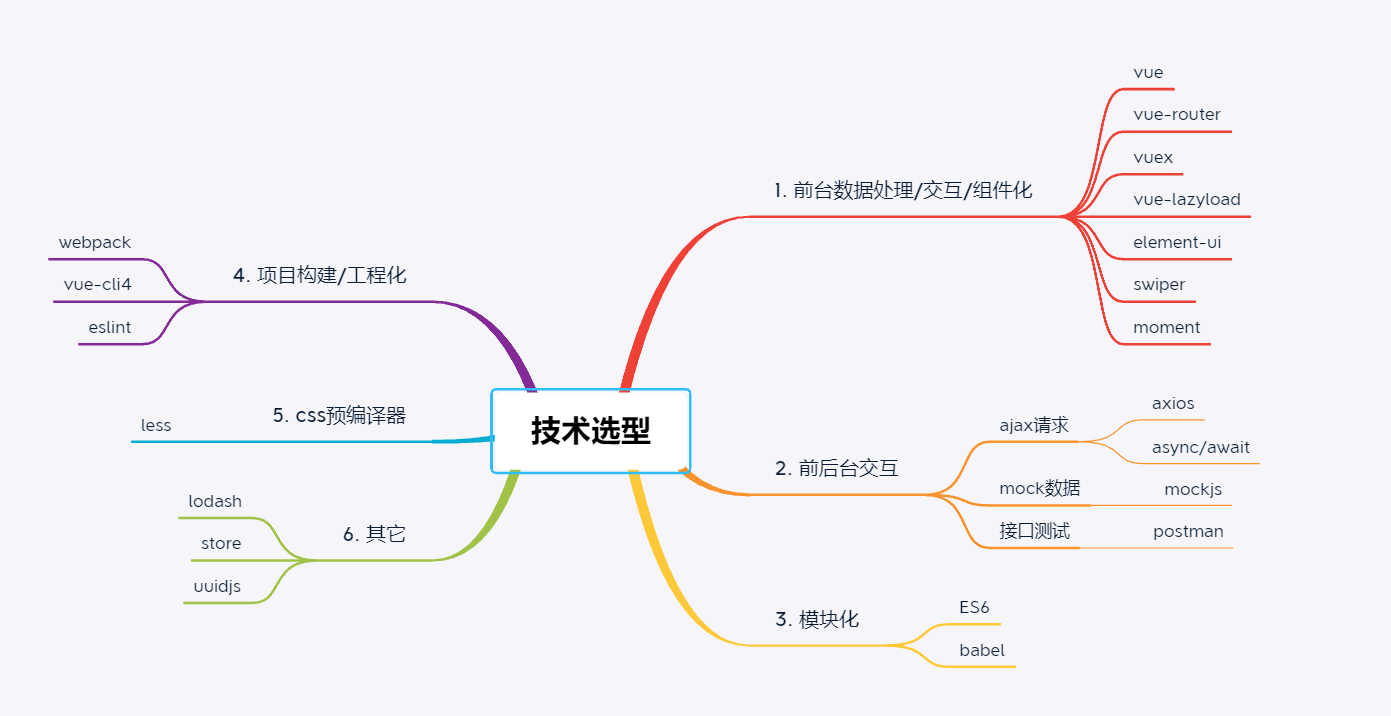 技术选型
1. 前台数据处理/交互/组件化
vue
vue-router
vuex
vue-lazyload
element-ui
swiper
moment
2. 前后台交互
ajax请求
axios
async/await
mock数据
mockjs
接口测试
postman
3. 模块化
ES6
babel
4. 项目构建/工程化
webpack
vue-cli4
eslint
5. css预编译器
less
6. 其它
lodash
store
uuidjs